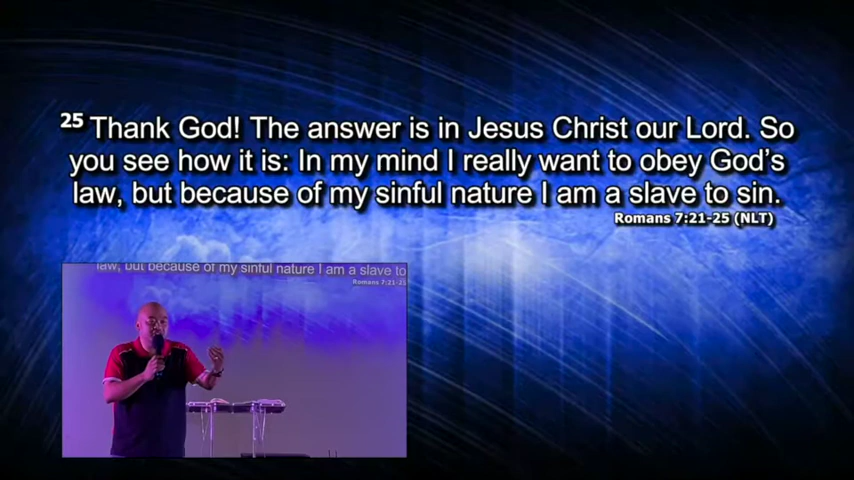 25 Thank God! The answer is in Jesus Christ our Lord. So
you see how it is: In my mind I really want to obey God's
law, but because of my sinful nature I am a slave to sin.
Romans 7:21-25 (NLT)
law, but because of my sinful nature I am a slave to
Romans 7:21-25